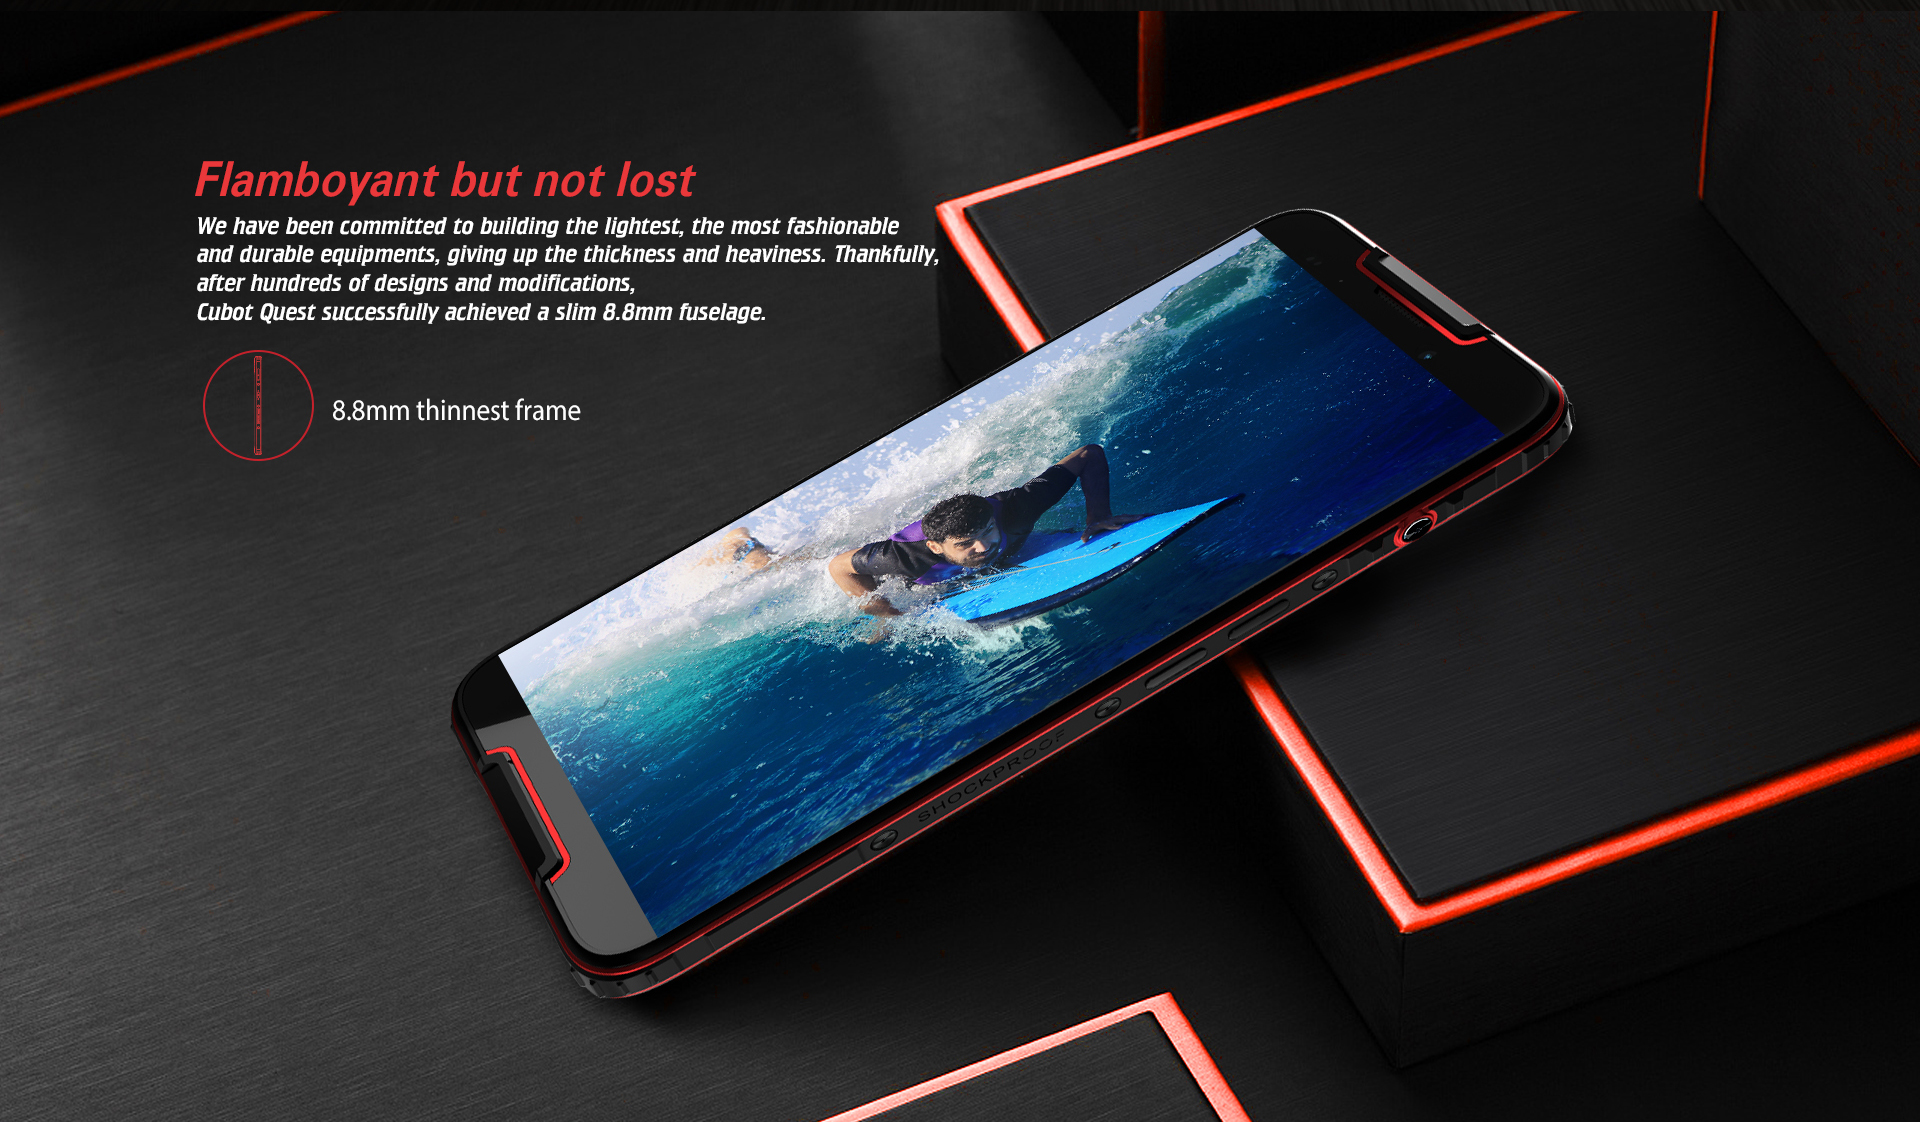 Flamboyant but not lost
We have been committed to building the lightest, the most fashionable
and durable equipments, giving up the thickness and heaviness. Thankfully,
after hundreds of designs and modifications,
Cubot Quest successfully achieved a slim 8.8mm fuselage.
8.8mm thinnest frame
SHOCKPROOF